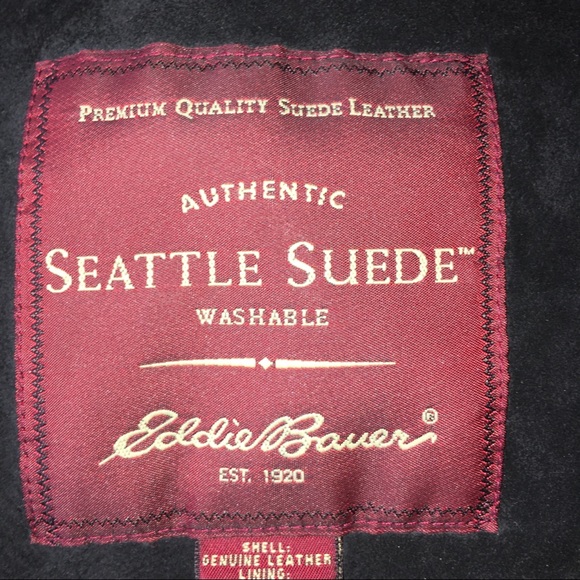 PREMIUM QUALITY SUEDE LEATHER
AUTHENTIC
SEATTLE SUEDE™
WASHABLE
Eddie Bauer®
EST. 1920
SHELL:
GENUINE LEATHER
LINING: